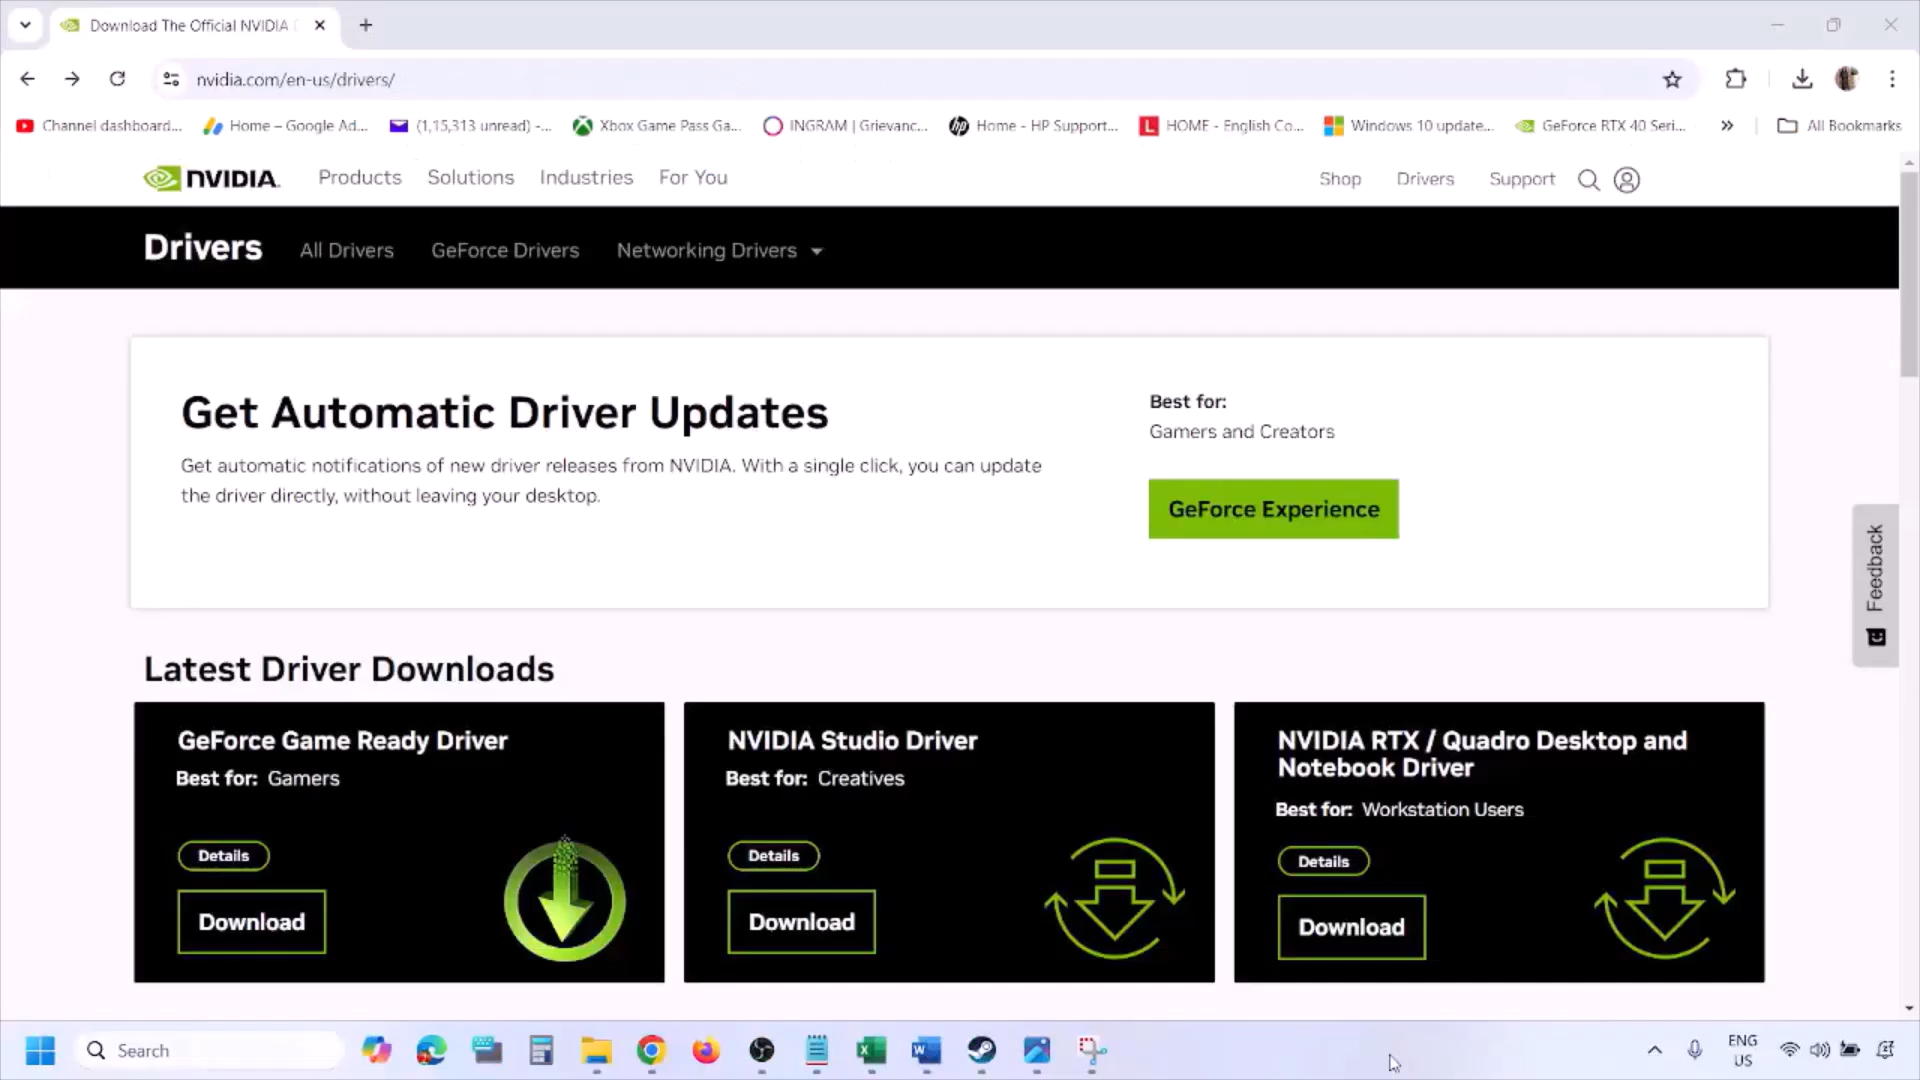 Download The Official NVIDIA
nvidia.com/en-us/drivers/
Channel dashboard...
Home – Google Ad...
(1,15,313 unread) -...
Xbox Game Pass Ga...
INGRAM | Grievanc...
Home - HP Support...
HOME - English Co...
Windows 10 update...
GeForce RTX 40 Seri...
All Bookmarks
NVIDIA.
Products
Solutions
Industries
For You
Shop
Drivers
Support
Drivers
All Drivers
GeForce Drivers
Networking Drivers
Get Automatic Driver Updates
Get automatic notifications of new driver releases from NVIDIA. With a single click, you can update
the driver directly, without leaving your desktop.
Best for:
Gamers and Creators
GeForce Experience
Feedback
Latest Driver Downloads
GeForce Game Ready Driver
Best for: Gamers
Details
Download
NVIDIA Studio Driver
Best for: Creatives
Details
Download
NVIDIA RTX / Quadro Desktop and
Notebook Driver
Best for: Workstation Users
Details
Download
Search
ENG
US